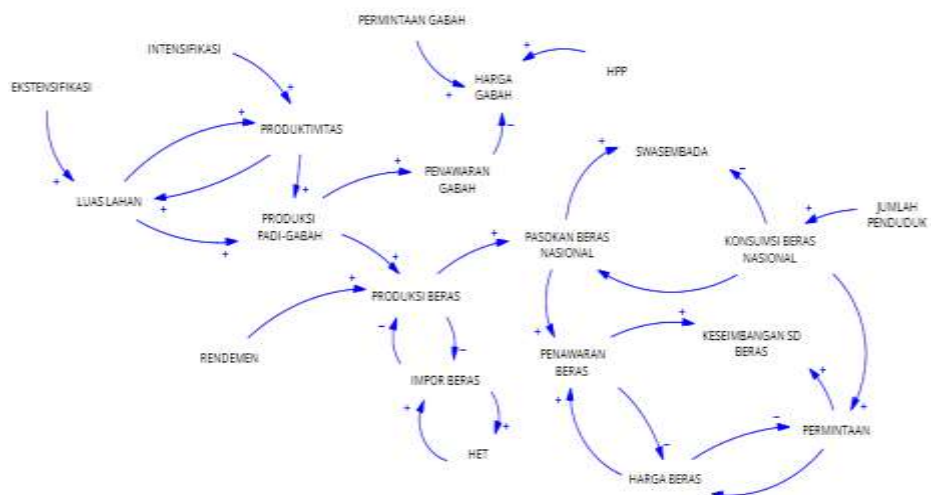 PERMINTAAN GABAH
INTENSIFIKASI
HPP
EKSTENSIFIKASI
HARGA
GABAH
PRODUKTIVITAS
SWASEMBADA
PENAWARAN
GABAH
LUAS LAHAN
PRODUKSI
PADI-GABAH
JUMLAH
PENDUDUK
PASOKAN BERAS
NASIONAL
KONSUMSI BERAS
NASIONAL
PRODUKSI BERAS
RENDEMEN
PENAWARAN
BERAS
KESEIMBANGAN SD
BERAS
IMPOR BERAS
PERMINTAAN
HET
HARGA BERAS